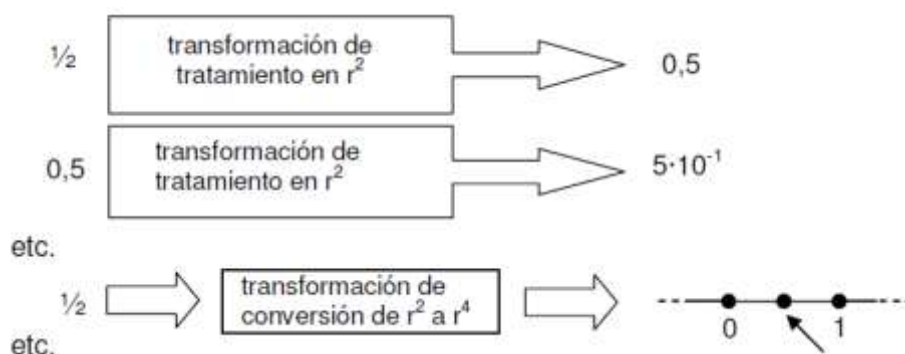 ½ transformación de
tratamiento en r² 0,5
0,5 transformación de
tratamiento en r² 5·10⁻¹
etc.
½ transformación de
conversión de r² a r⁴
0 1
etc.